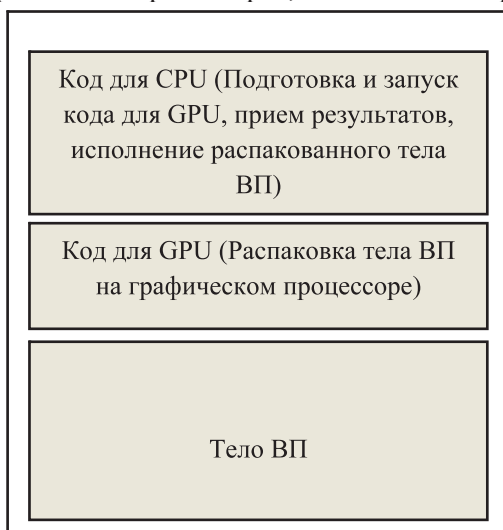 Код для CPU (Подготовка и запуск
кода для GPU, прием результатов,
исполнение распакованного тела
ВП)
Код для GPU (Распаковка тела ВП
на графическом процессоре)
Тело ВП